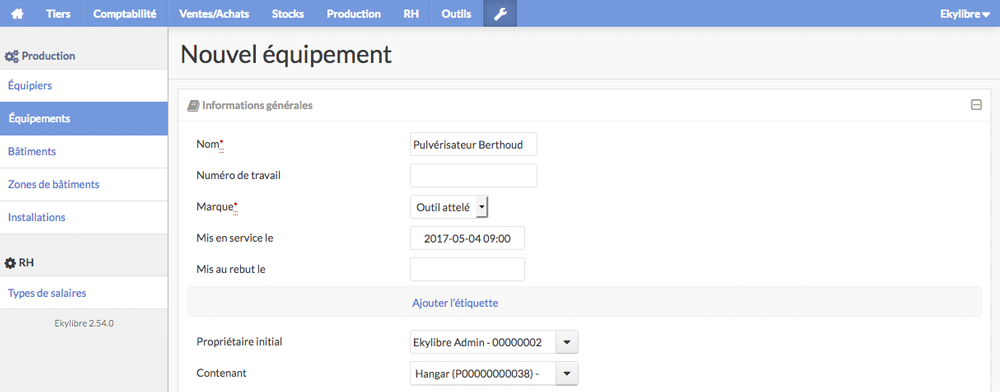 Tiers Comptabilité Ventes/Achats Stocks Production RH Outils Ekylibre
Production
Équipiers
Équipements
Bâtiments
Zones de bâtiments
Installations
RH
Types de salaires
Ekylibre 2.54.0
Nouvel équipement
Informations générales
Nom* Pulvérisateur Berthoud
Numéro de travail
Marque* Outil attelé
Mis en service le 2017-05-04 09:00
Mis au rebut le
Ajouter l'étiquette
Propriétaire initial Ekylibre Admin - 00000002
Contenant Hangar (P00000000038) -